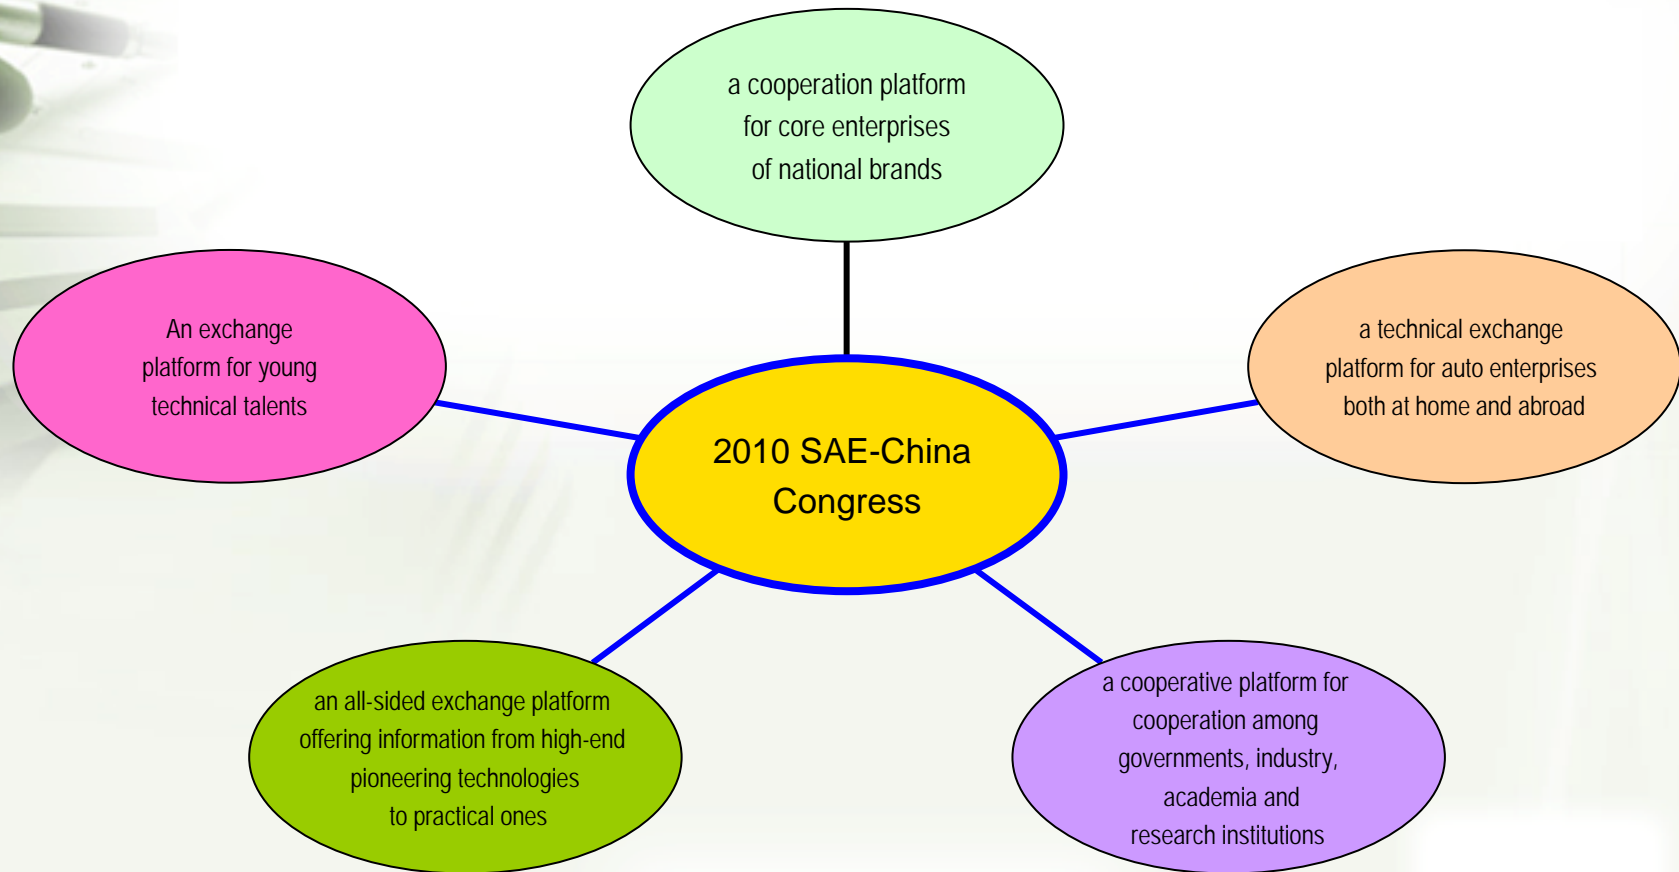 a cooperation platform
for core enterprises
of national brands
An exchange
platform for young
technical talents
a technical exchange
platform for auto enterprises
both at home and abroad
2010 SAE-China
Congress
an all-sided exchange platform
offering information from high-end
pioneering technologies
to practical ones
a cooperative platform for
cooperation among
governments, industry,
academia and
research institutions